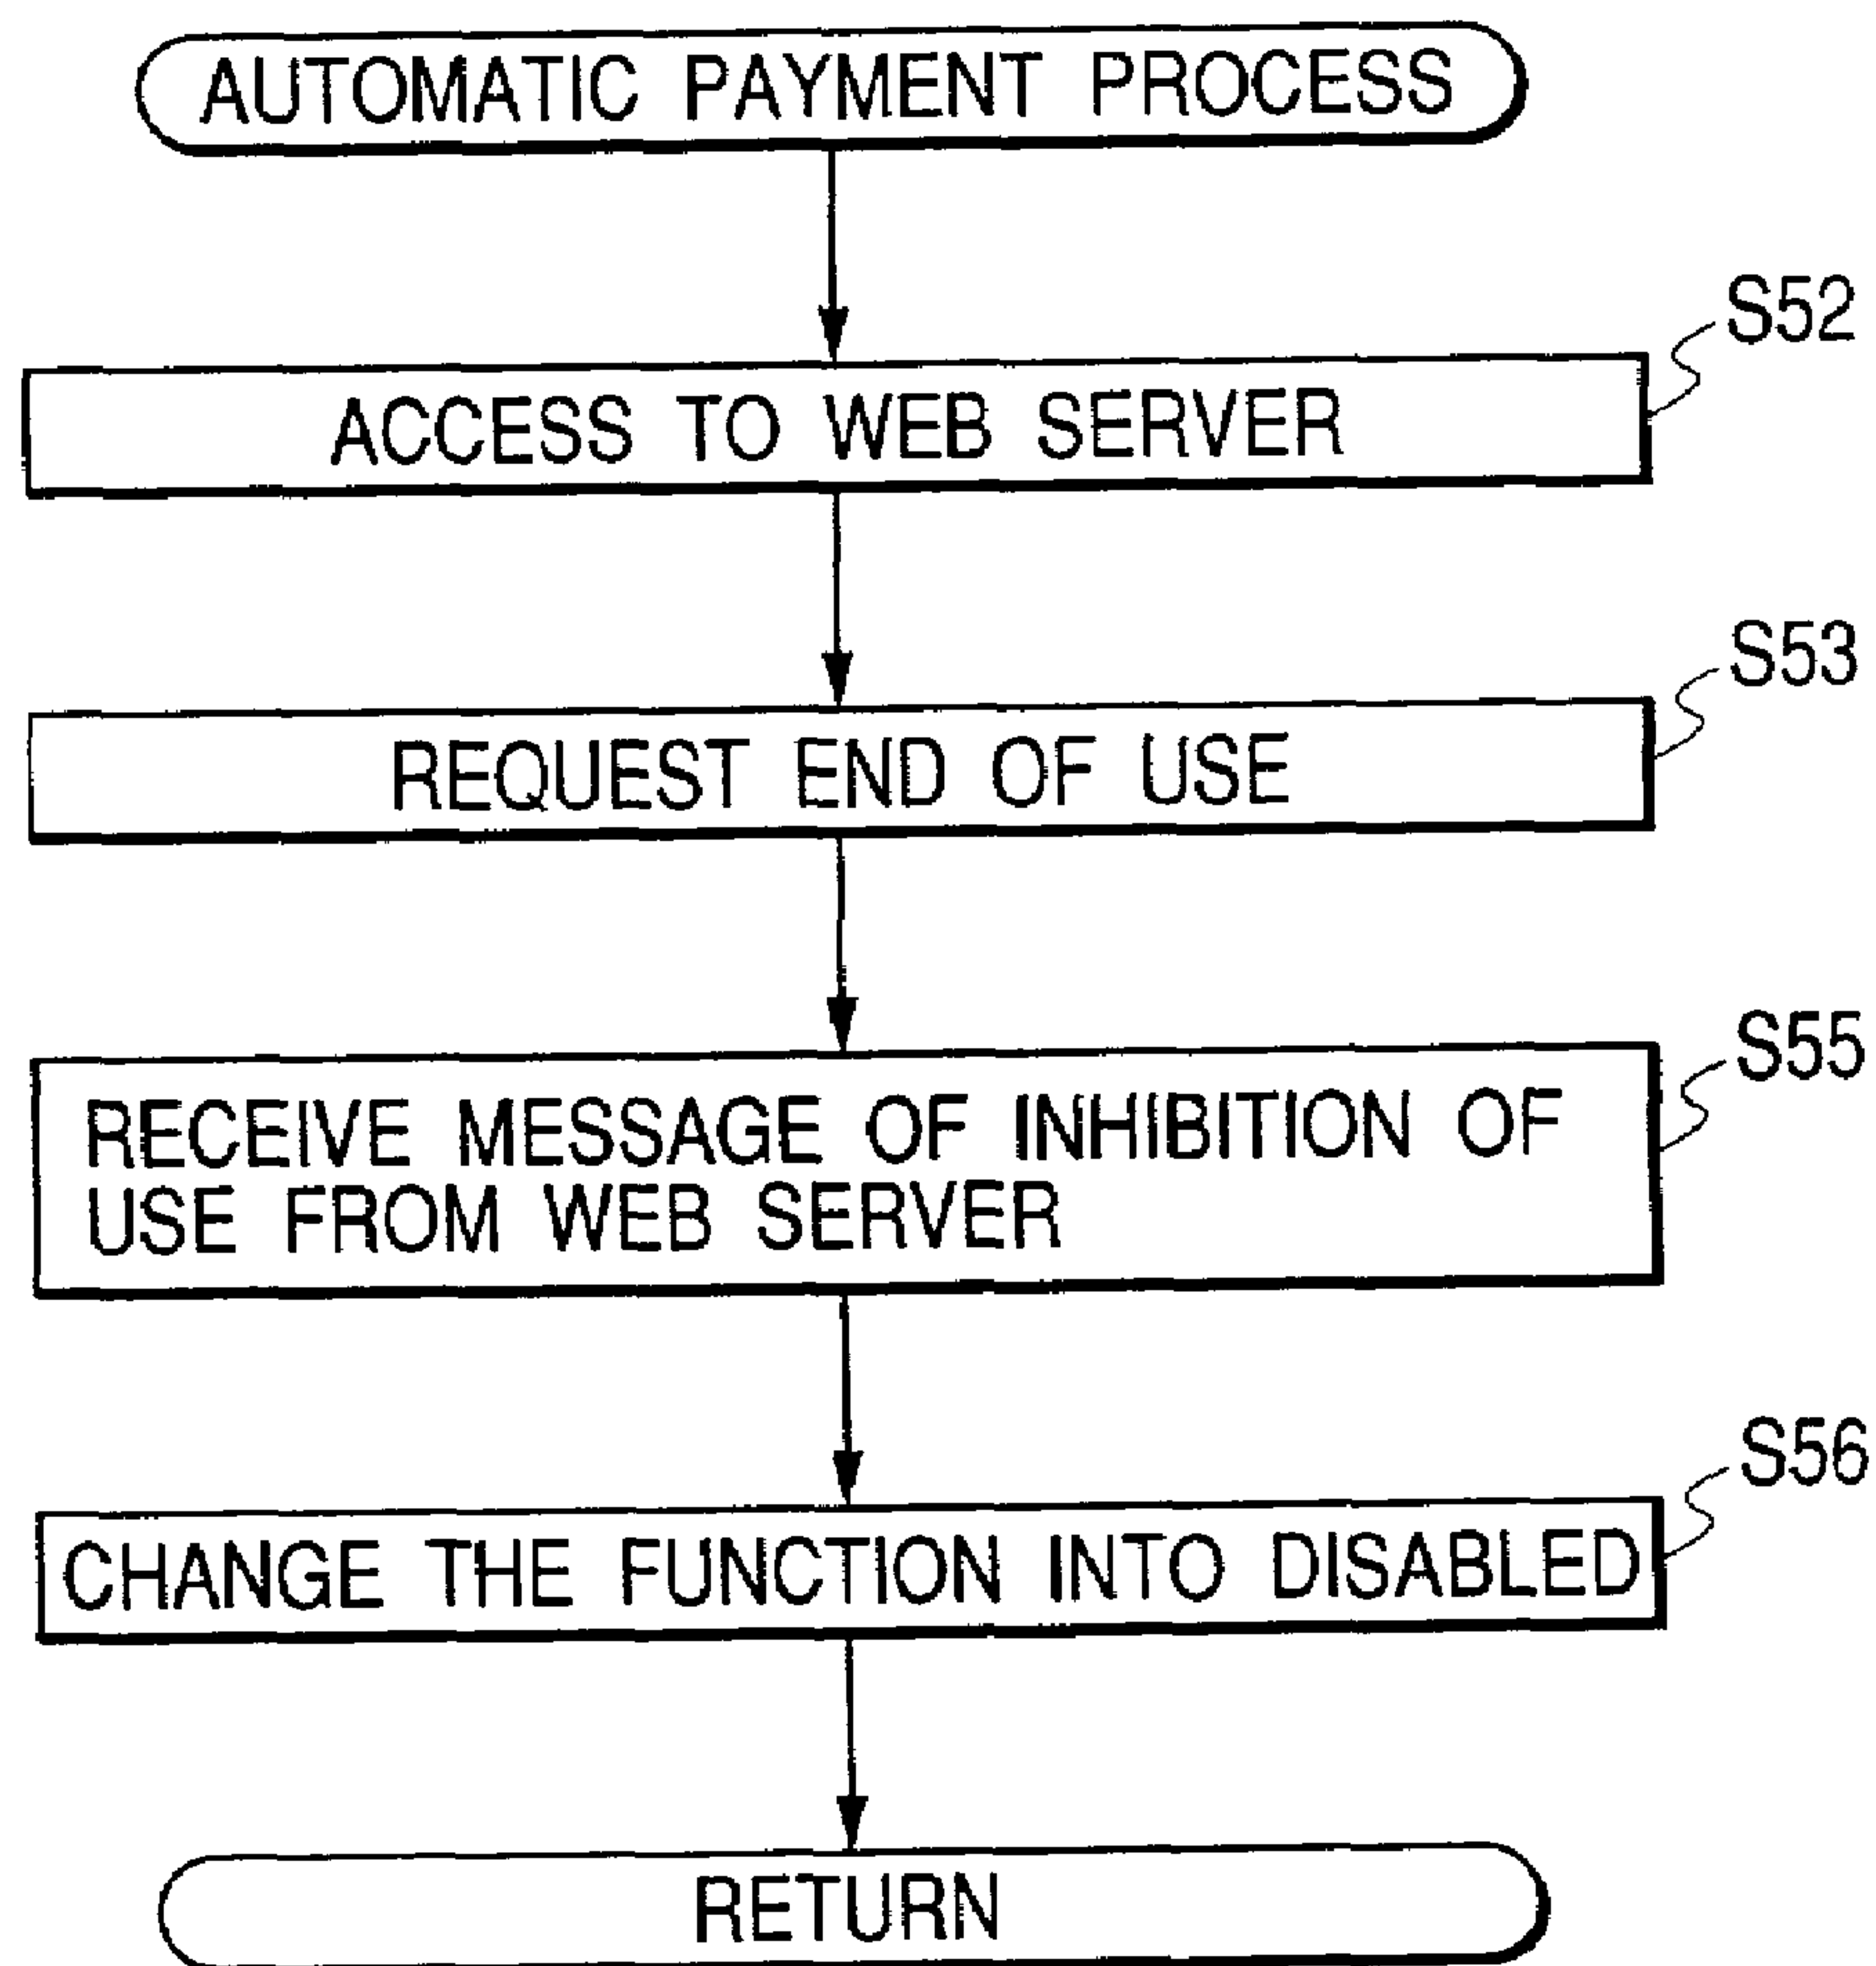 AUTOMATIC PAYMENT PROCESS
S52
ACCESS TO WEB SERVER
S53
REQUEST END OF USE
S55
RECEIVE MESSAGE OF INHIBITION OF
USE FROM WEB SERVER
S56
CHANGE THE FUNCTION INTO DISABLED
RETURN